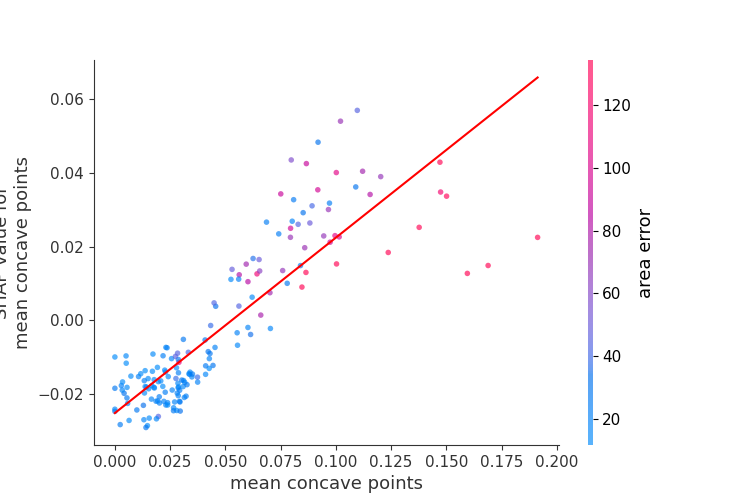 SHAP value for
mean concave points
0.06
0.04
0.02
0.00
−0.02
0.000 0.025 0.050 0.075 0.100 0.125 0.150 0.175 0.200
mean concave points
120
100
80
60
40
20
area error